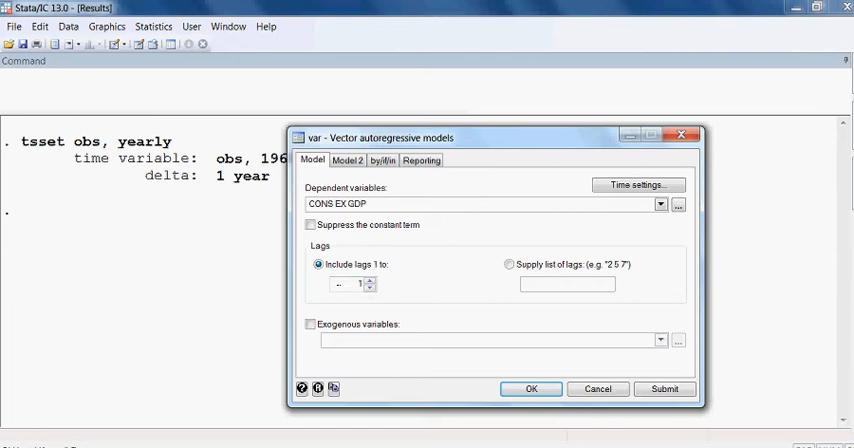 Stata/IC 13.0 - [Results]
File Edit Data Graphics Statistics User Window Help
Command
. tsset obs, yearly
time variable: obs, 196
delta: 1 year
.
var - Vector autoregressive models
Model Model 2 by/if/in Reporting
Dependent variables:
Time settings...
CONS EX GDP
...
Suppress the constant term
Lags
Include lags 1 to:
Supply list of lags: (e.g. "2 5 7")
1
Exogenous variables:
...
OK Cancel Submit